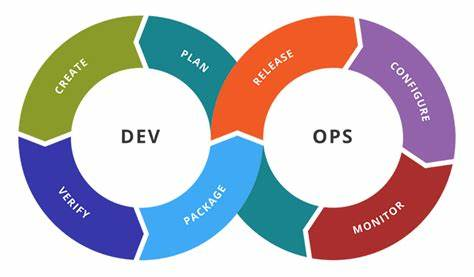 CREATE
PLAN
RELEASE
CONFIGURE
DEV
OPS
VERIFY
PACKAGE
MONITOR